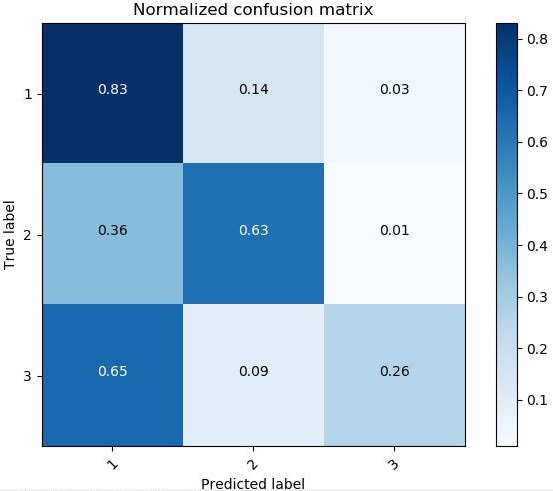 Normalized confusion matrix
True label
1 0.83 0.14 0.03
2 0.36 0.63 0.01
3 0.65 0.09 0.26
1 2 3
Predicted label
0.8
0.7
0.6
0.5
0.4
0.3
0.2
0.1